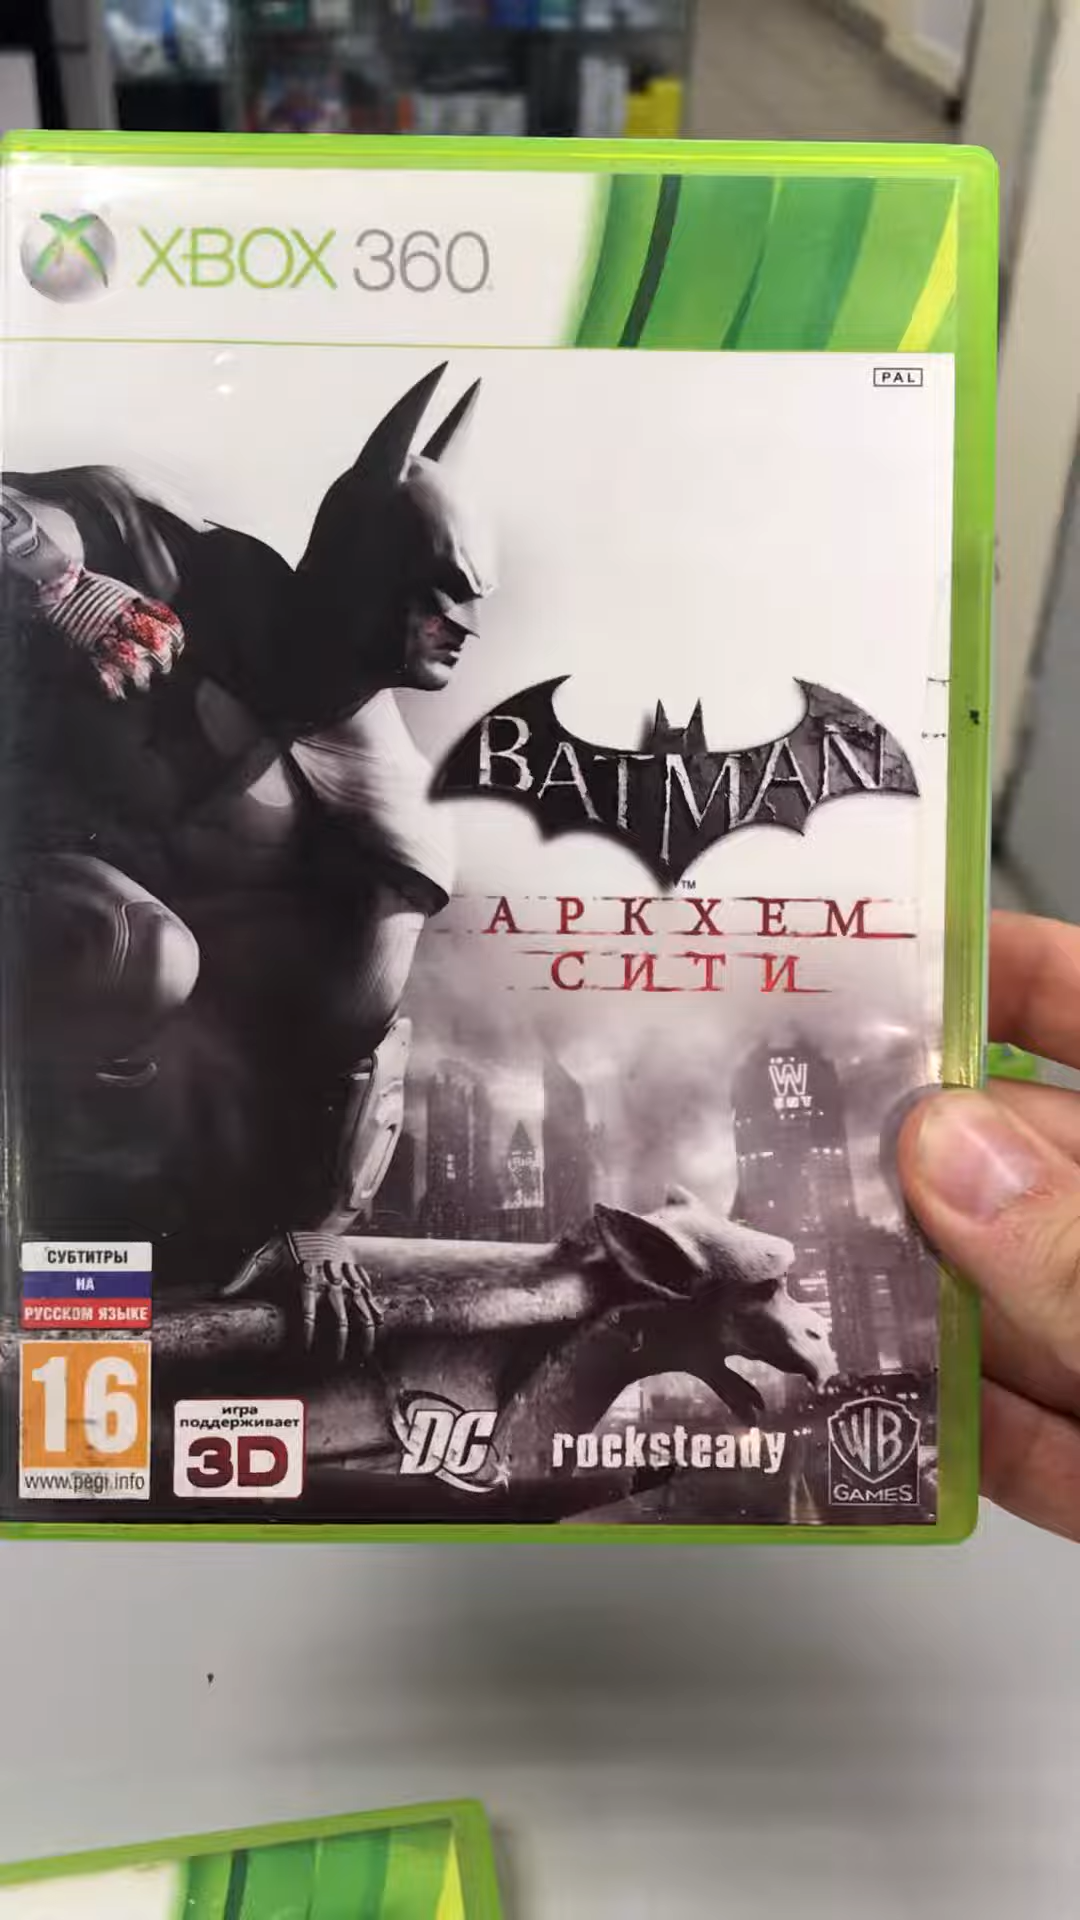 XBOX 360
PAL
BATMAN
TM
АРКХЕМ
СИТИ
W
СУБТИТРЫ
НА
РУССКОМ ЯЗЫКЕ
16
www.pegi.info
игра
поддерживает
3D
DC
rocksteady
WB
GAMES